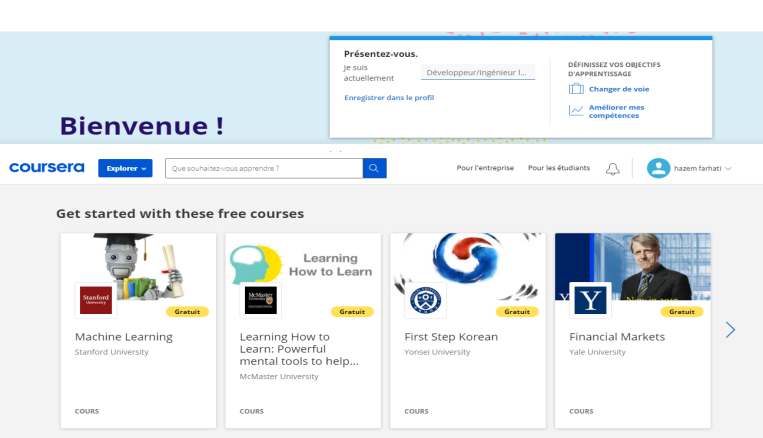 Présentez-vous.
Je suis
actuellement
Développeur/Ingénieur l...
Enregistrer dans le profil
DÉFINISSEZ VOS OBJECTIFS
D'APPRENTISSAGE
Changer de voie
Améliorer mes
compétences
Bienvenue !
coursera
Explorer
Que souhaitez-vous apprendre ?
Pour l'entreprise
Pour les étudiants
hazem farhati
Get started with these free courses
Stanford
University
Gratuit
Machine Learning
Stanford University
COURS
Learning
How to Learn
McMaster
University
Gratuit
Learning How to
Learn: Powerful
mental tools to help...
McMaster University
COURS
Gratuit
First Step Korean
Yonsei University
COURS
Y
Gratuit
Financial Markets
Yale University
COURS